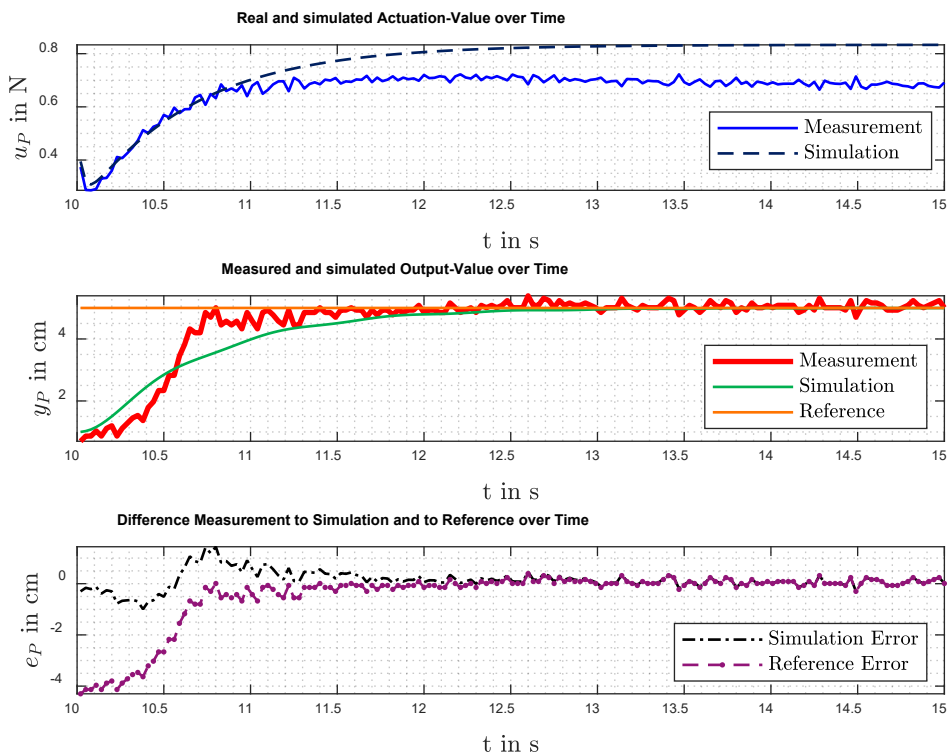 Real and simulated Actuation-Value over Time
0.8
0.6
0.4
u_P in N
Measurement
Simulation
10 10.5 11 11.5 12 12.5 13 13.5 14 14.5 15
t in s
Measured and simulated Output-Value over Time
4
2
y_P in cm
Measurement
Simulation
Reference
10 10.5 11 11.5 12 12.5 13 13.5 14 14.5 15
t in s
Difference Measurement to Simulation and to Reference over Time
0
-2
-4
e_P in cm
Simulation Error
Reference Error
10 10.5 11 11.5 12 12.5 13 13.5 14 14.5 15
t in s